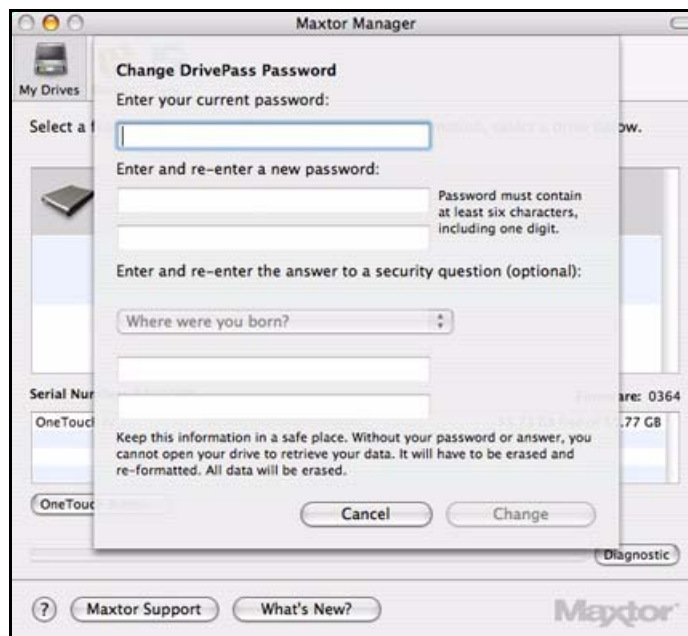 Maxtor Manager
My Drives
Change DrivePass Password
Enter your current password:
Select a
ow.
Enter and re-enter a new password:
Password must contain
at least six characters,
including one digit.
Enter and re-enter the answer to a security question (optional):
Where were you born?
Serial Nu
are: 0364
OneTouc
.77 GB
Keep this information in a safe place. Without your password or answer, you
cannot open your drive to retrieve your data. It will have to be erased and
re-formatted. All data will be erased.
OneTouc
Cancel
Change
Diagnostic
?
Maxtor Support
What's New?
Maxtor